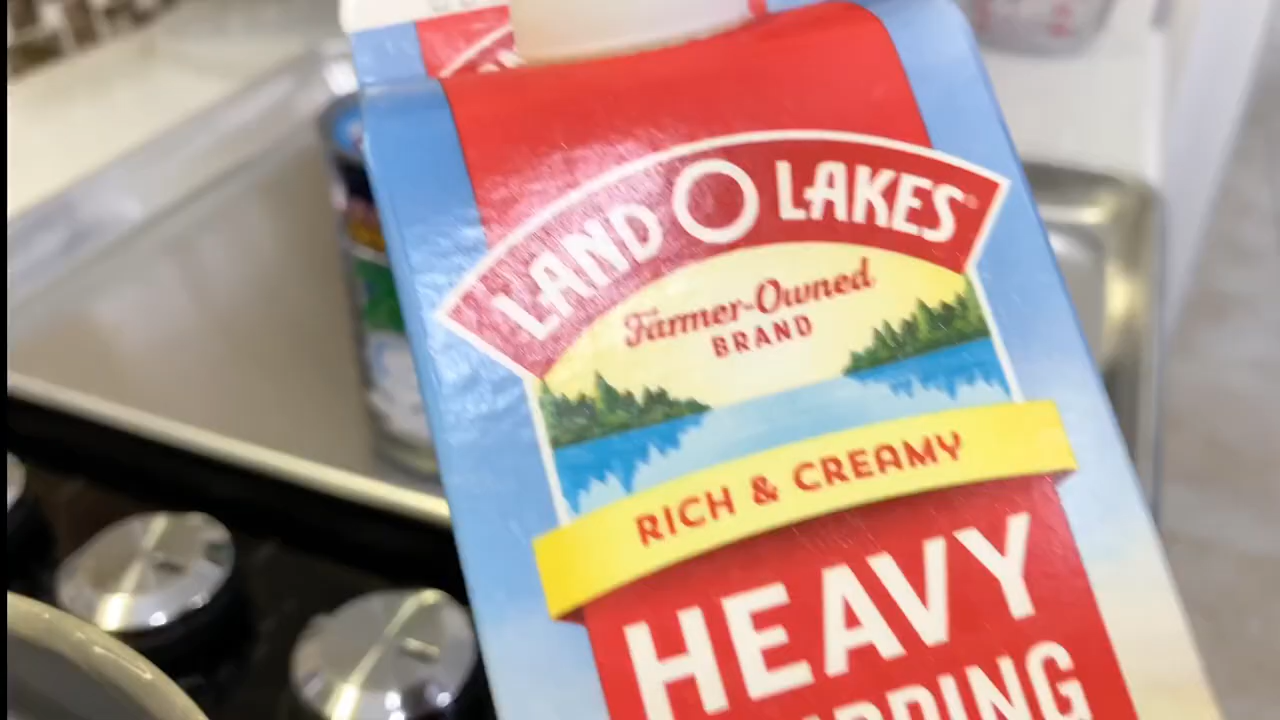 LAND O LAKES
Farmer-Owned
BRAND
RICH & CREAMY
HEAVY